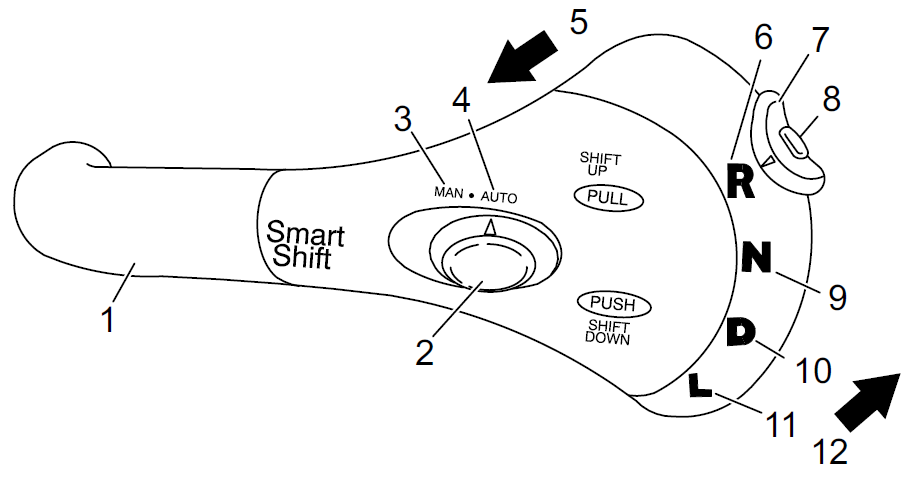 5
6
7
8
4
3
SHIFT
UP
PULL
R
MAN • AUTO
Smart
Shift
N
9
PUSH
SHIFT
DOWN
D
10
1
2
L
11
12